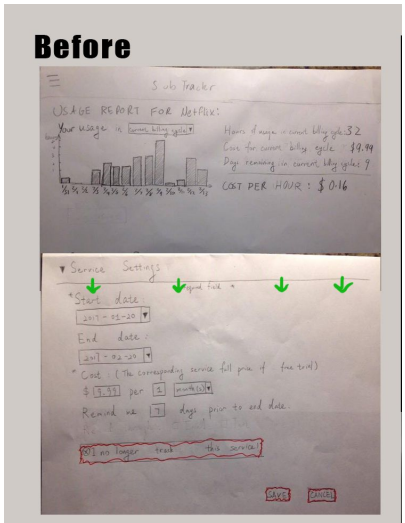 Before
Sub Tracker
USAGE REPORT FOR Netflix:
Your usage in current billing cycle
Hours of usage in current billing cycle: 32
Cost for current billing cycle: $9.99
Days remaining in current billing cycle: 9
COST PER HOUR: $0.16
Service Settings
required field *
*Start date
2017-01-20
End date:
2017-02-20
* Cost: (The corresponding service full price if free trial)
$ 9.99 per 1 month(s)
Remind me 7 days prior to end date.
I no longer track this service!
SAVE CANCEL